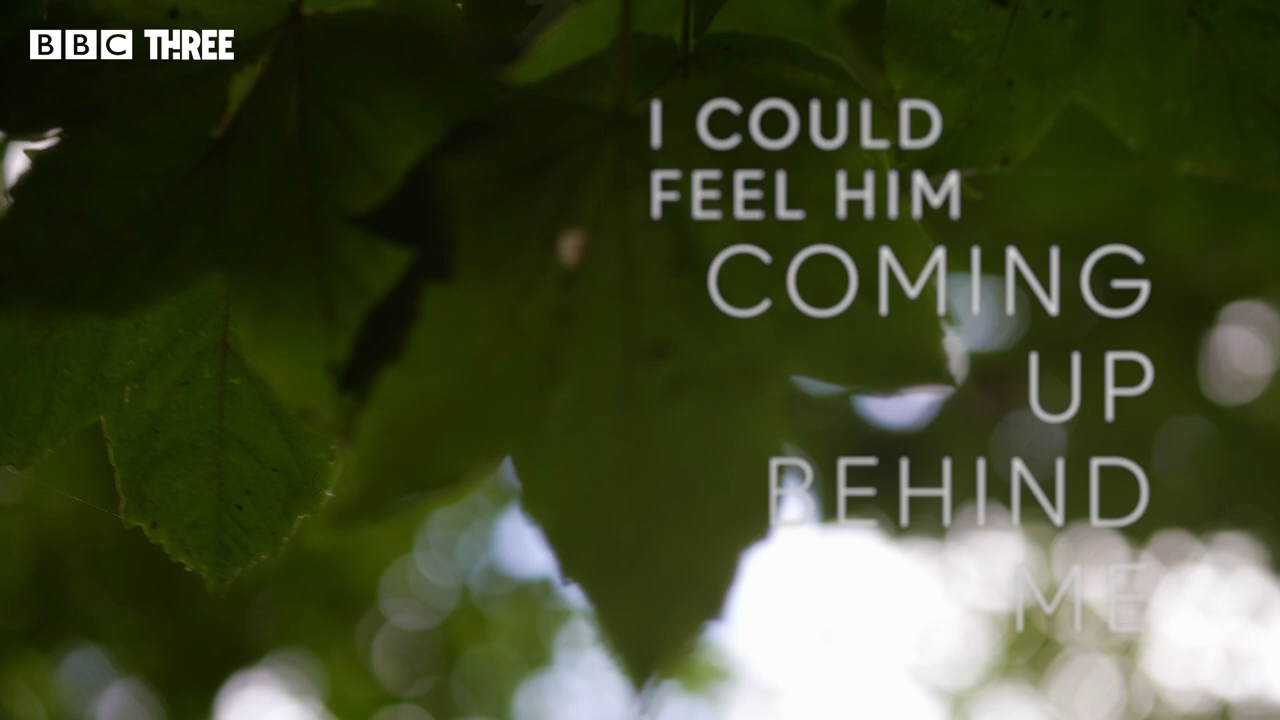 BBC THREE
I COULD
FEEL HIM
COMING
UP
BEHIND
ME